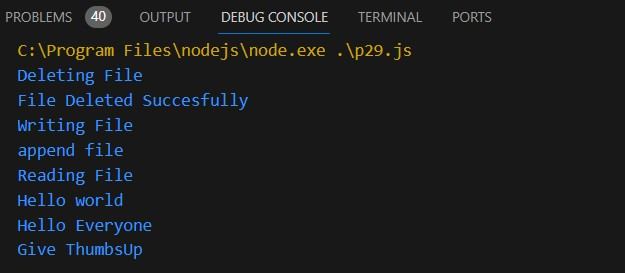 PROBLEMS 40 OUTPUT DEBUG CONSOLE TERMINAL PORTS
C:\Program Files\nodejs\node.exe .\p29.js
Deleting File
File Deleted Succesfully
Writing File
append file
Reading File
Hello world
Hello Everyone
Give ThumbsUp